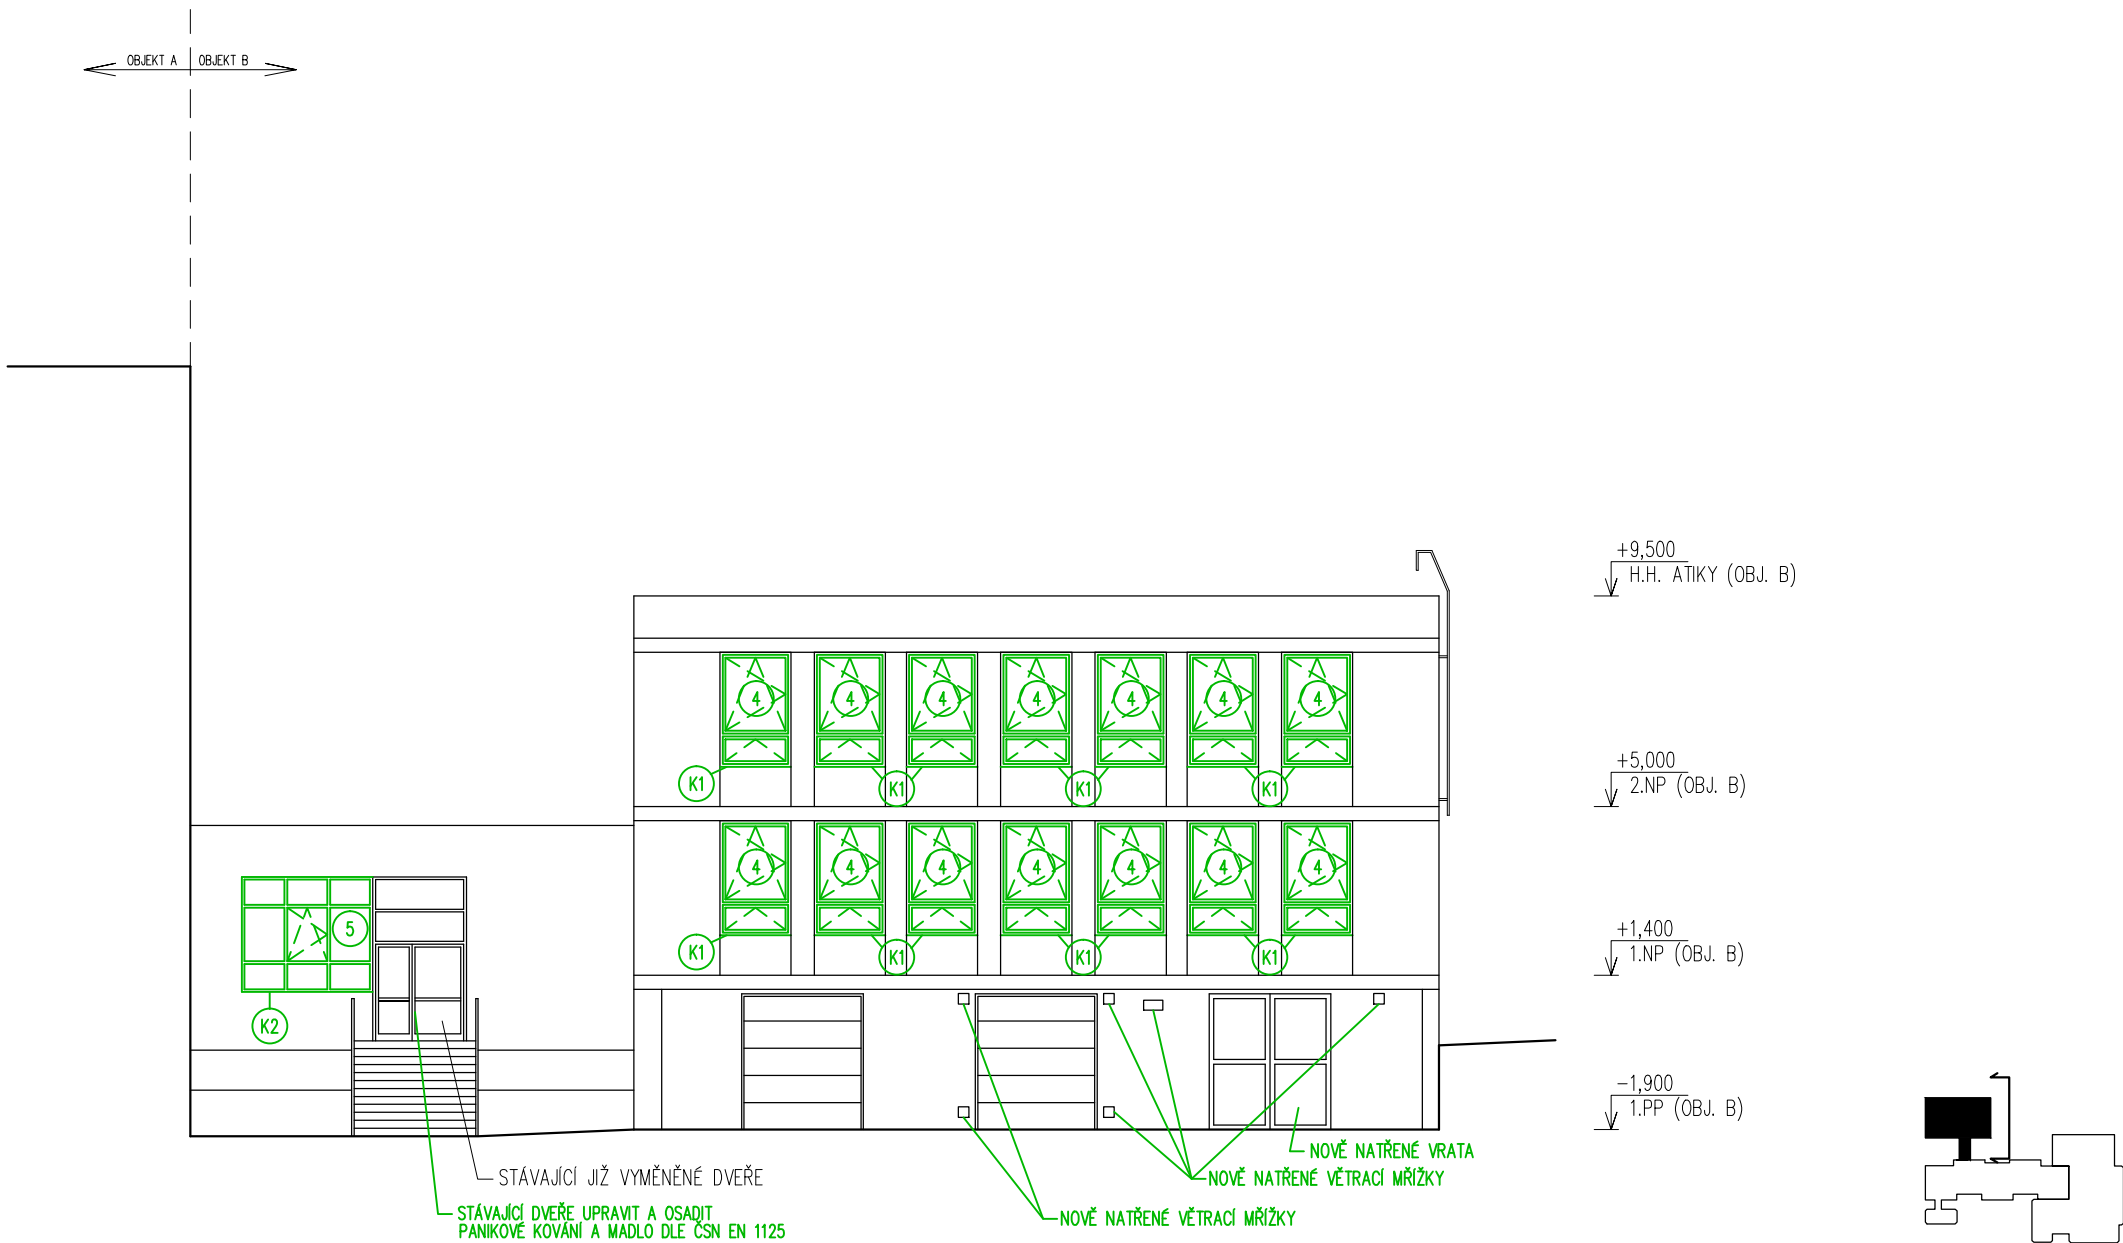 OBJEKT A OBJEKT B
+9,500
H.H. ATIKY (OBJ. B)
4 4 4 4 4 4 4
+5,000
2.NP (OBJ. B)
K1 K1 K1 K1
4 4 4 4 4 4 4
5
+1,400
1.NP (OBJ. B)
K1 K1 K1 K1
K2
-1,900
1.PP (OBJ. B)
NOVĚ NATŘENÉ VRATA
STÁVAJÍCÍ JIŽ VYMĚNĚNÉ DVEŘE
NOVĚ NATŘENÉ VĚTRACÍ MŘÍŽKY
STÁVAJÍCÍ DVEŘE UPRAVIT A OSADIT
PANIKOVÉ KOVÁNÍ A MADLO DLE ČSN EN 1125
NOVĚ NATŘENÉ VĚTRACÍ MŘÍŽKY